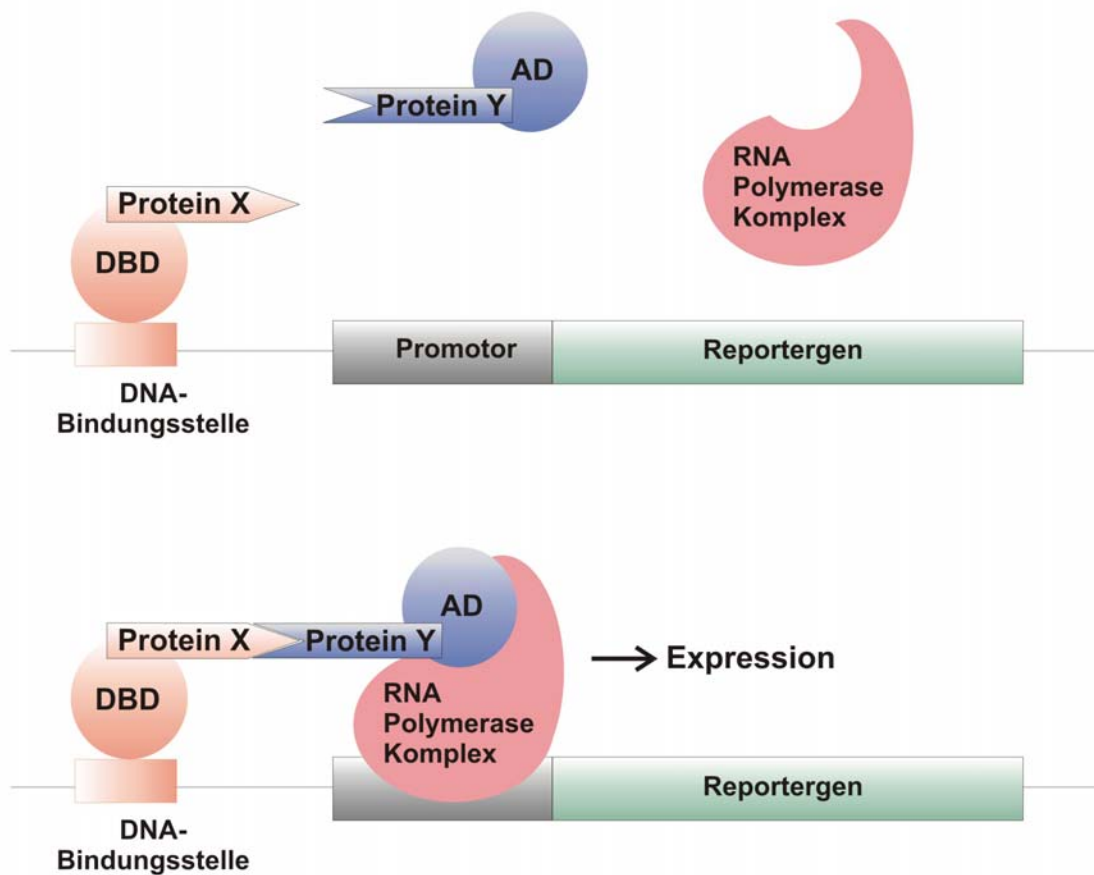 AD
Protein Y
RNA
Polymerase
Komplex
Protein X
DBD
Promotor
Reportergen
DNA-
Bindungsstelle
AD
Protein X
Protein Y
Expression
DBD
RNA
Polymerase
Komplex
Reportergen
DNA-
Bindungsstelle